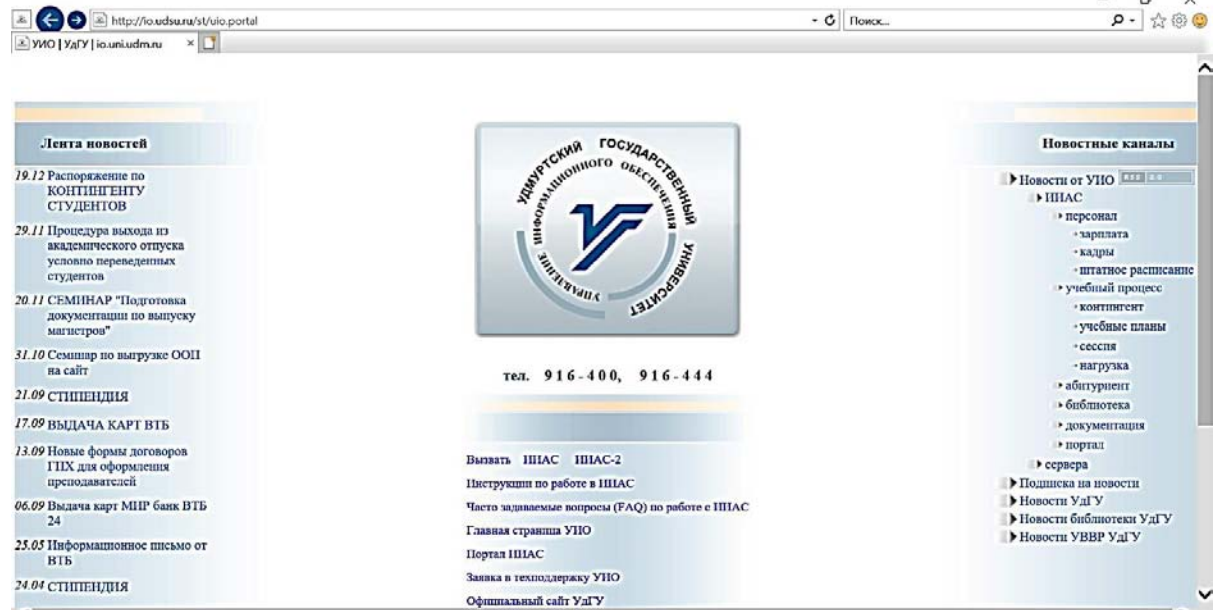 http://io.udsu.ru/st/uio.portal
Поиск...
УИО | УдГУ | io.uni.udm.ru
Лента новостей
19.12 Распоряжение по
КОНТИНГЕНТУ
СТУДЕНТОВ
29.11 Процедура выхода из
академического отпуска
условно переведенных
студентов
20.11 СЕМИНАР "Подготовка
документации по выпуску
магистров"
31.10 Семинар по выгрузке ООП
на сайт
21.09 СТИПЕНДИЯ
17.09 ВЫДАЧА КАРТ ВТБ
13.09 Новые формы договоров
ГПХ для оформления
преподавателей
06.09 Выдача карт МИР банк ВТБ
24
25.05 Информационное письмо от
ВТБ
24.04 СТИПЕНДИЯ
УДМУРТСКИЙ ГОСУДАРСТВЕННЫЙ УНИВЕРСИТЕТ
УПРАВЛЕНИЕ ИНФОРМАЦИОННОГО ОБЕСПЕЧЕНИЯ
тел. 916-400, 916-444
Вызвать ИИАС ИИАС-2
Инструкции по работе в ИИАС
Часто задаваемые вопросы (FAQ) по работе с ИИАС
Главная страница УИО
Портал ИИАС
Заявка в техподдержку УИО
Официальный сайт УдГУ
Новостные каналы
Новости от УИО RSS 2.0
ИИАС
персонал
зарплата
кадры
штатное расписание
учебный процесс
контингент
учебные планы
сессия
нагрузка
абитуриент
библиотека
документация
портал
сервера
Подписка на новости
Новости УдГУ
Новости библиотеки УдГУ
Новости УВВР УдГУ